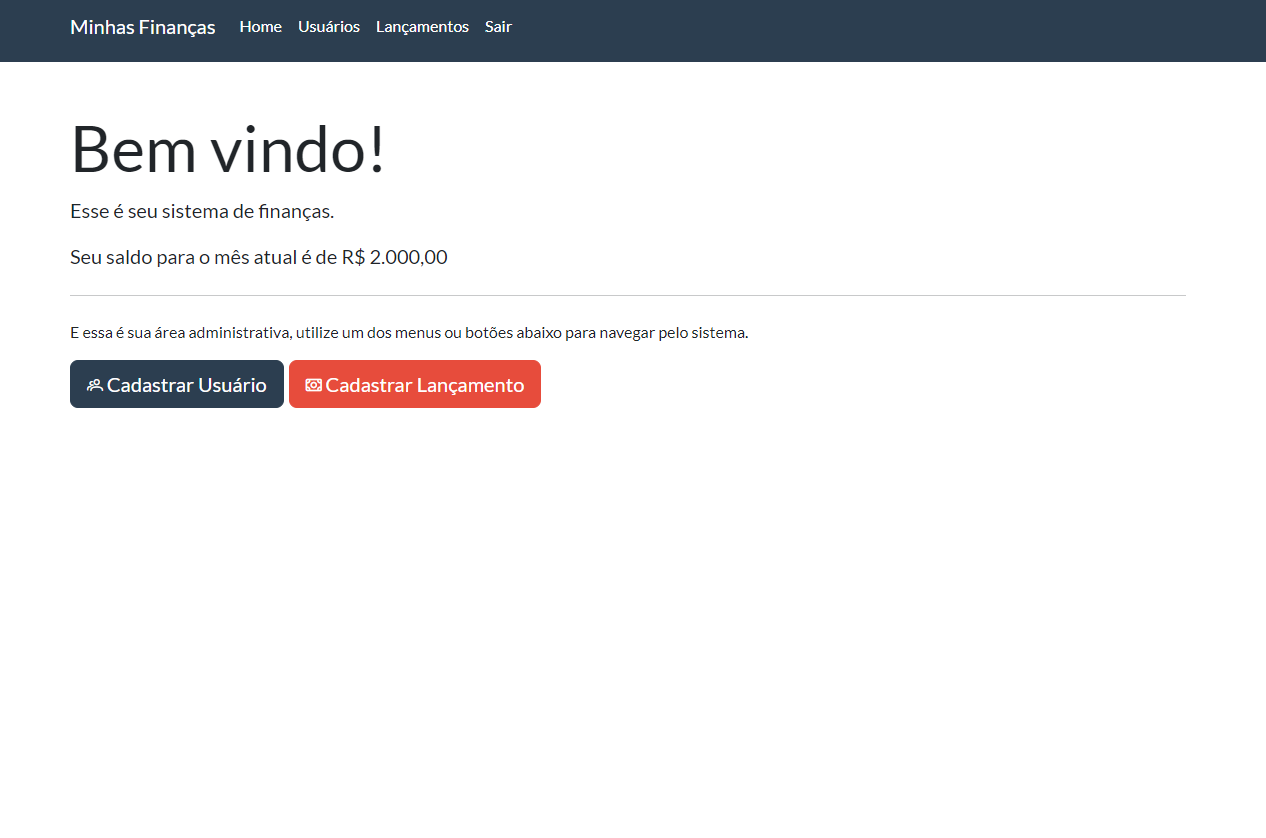 Minhas Finanças Home Usuários Lançamentos Sair
Bem vindo!
Esse é seu sistema de finanças.
Seu saldo para o mês atual é de R$ 2.000,00
E essa é sua área administrativa, utilize um dos menus ou botões abaixo para navegar pelo sistema.
Cadastrar Usuário Cadastrar Lançamento